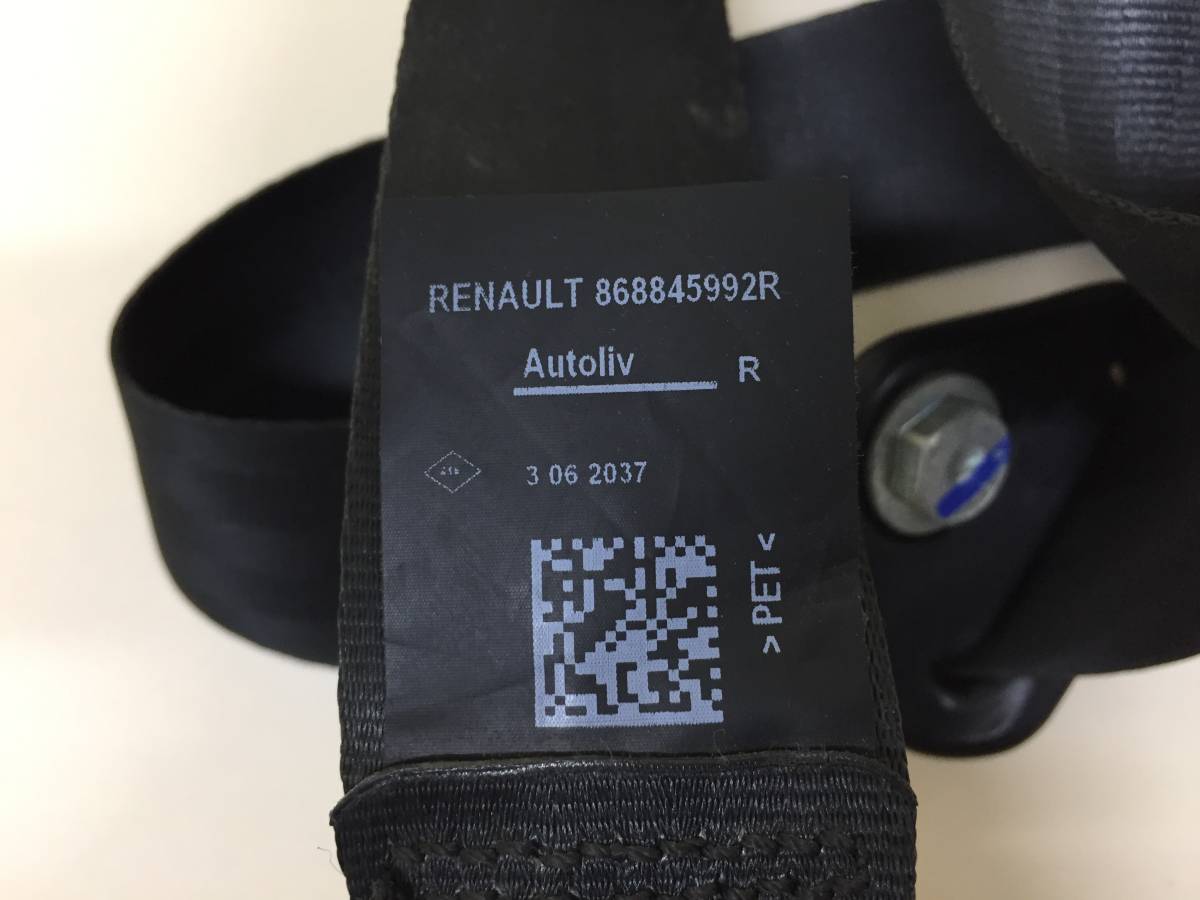 RENAULT 868845992R
Autoliv R
3 06 2037
>PET<